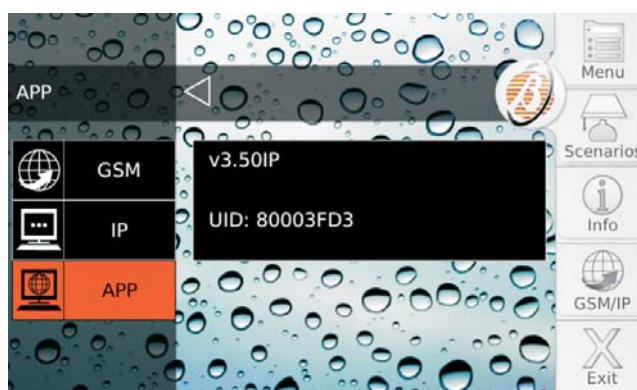 APP
GSM
IP
APP
v3.50IP
UID: 80003FD3
Menu
Scenarios
Info
GSM/IP
Exit